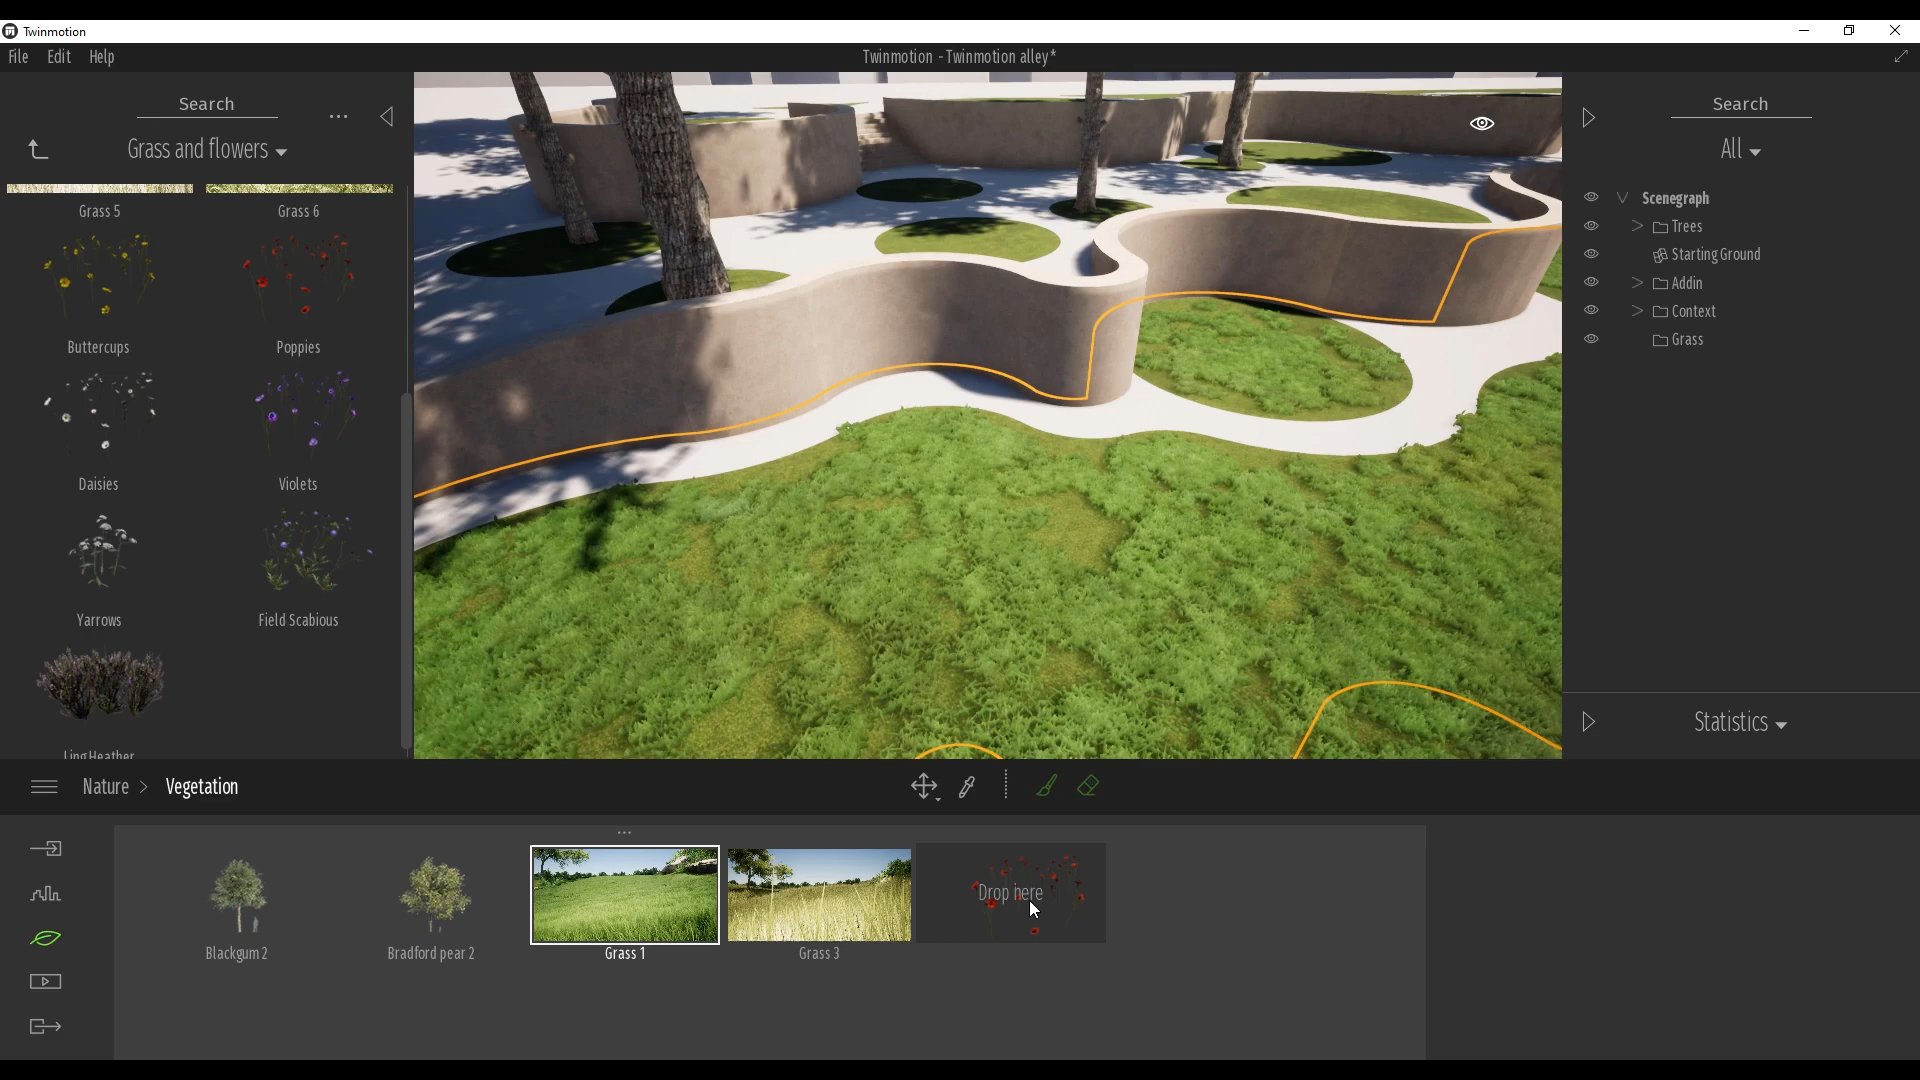 Twinmotion
File Edit Help
Twinmotion - Twinmotion alley*
Search
Grass and flowers
Grass 5
Grass 6
Buttercups
Poppies
Daisies
Violets
Yarrows
Field Scabious
Ling Heather
Search
All
Scenegraph
Trees
Starting Ground
Addin
Context
Grass
Statistics
Nature > Vegetation
Drop here
Blackgum 2
Bradford pear 2
Grass 1
Grass 3